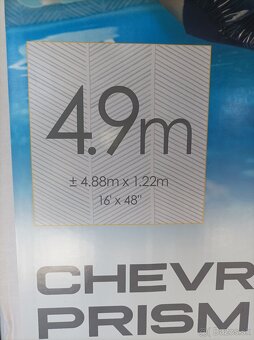 4.9m
± 4.88m x 1.22m
16' x 48"
CHEVR
PRISM